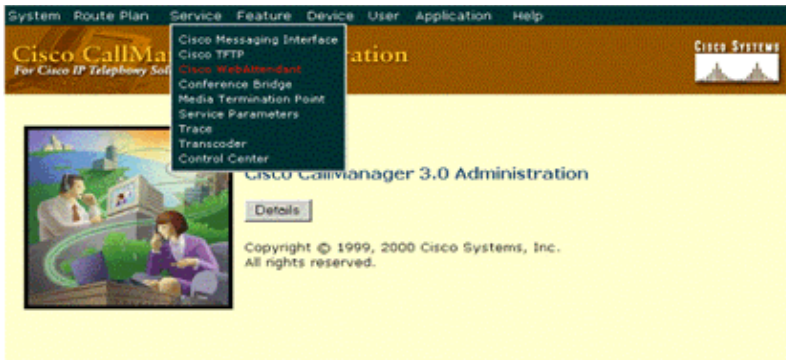 System Route Plan Service Feature Device User Application Help
Cisco Messaging Interface
Cisco TFTP
Cisco WebAttendant
Conference Bridge
Media Termination Point
Service Parameters
Trace
Transcoder
Control Center
Cisco CallMa ration
For Cisco IP Telephony Sol
CISCO SYSTEMS
Cisco CallManager 3.0 Administration
Details
Copyright © 1999, 2000 Cisco Systems, Inc.
All rights reserved.